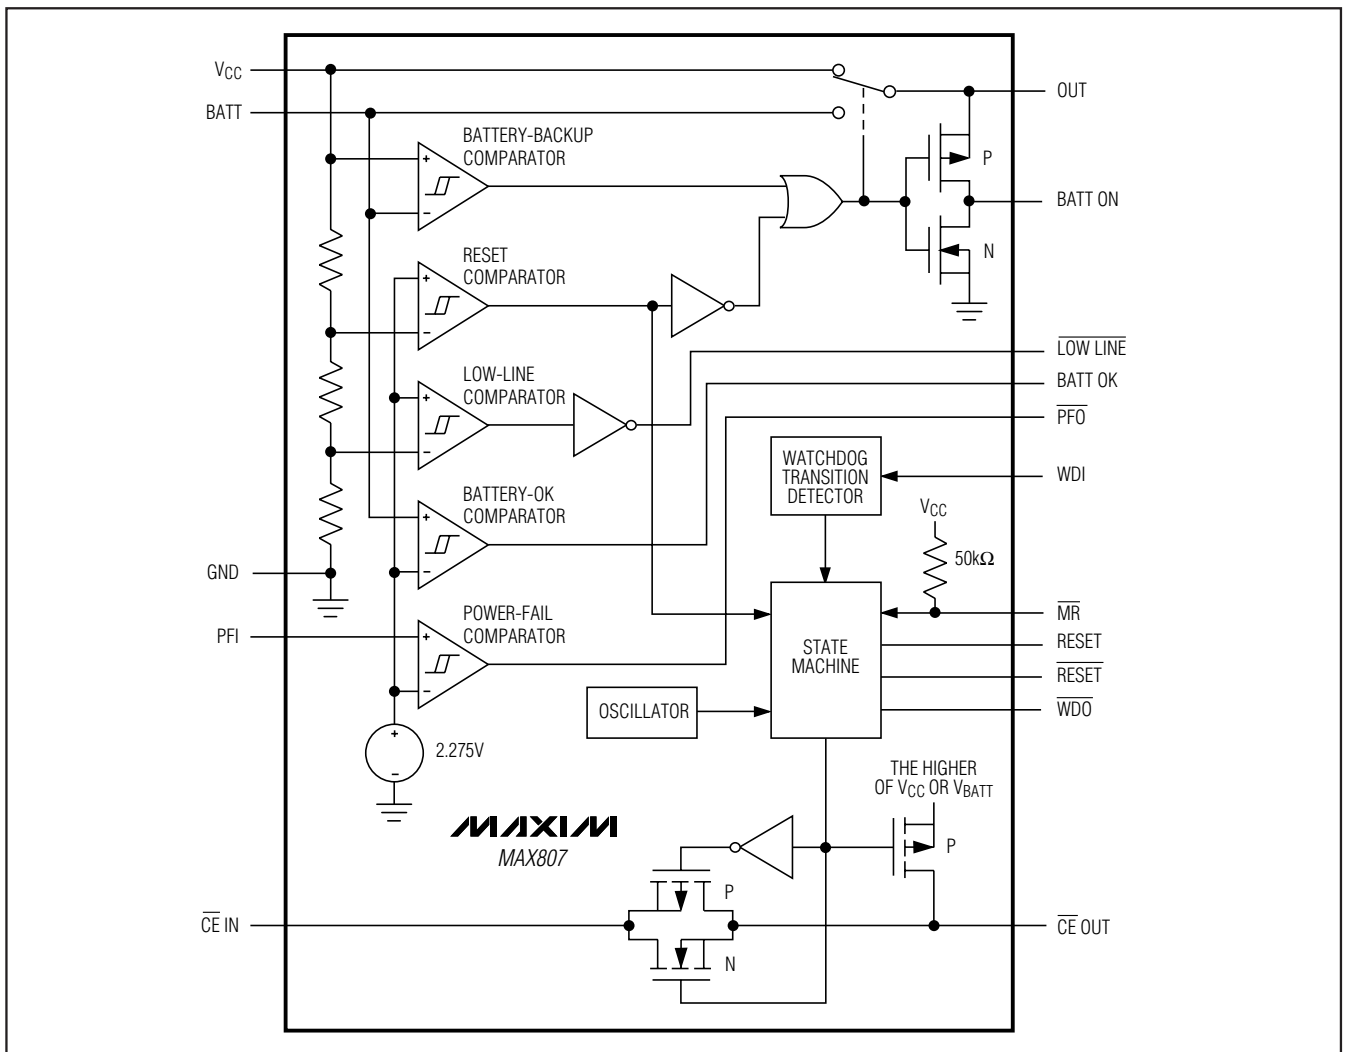 VCC
BATT
BATTERY-BACKUP
COMPARATOR
+
−
OUT
P
BATT ON
N
RESET
COMPARATOR
+
−
LOW LINE
BATT OK
PFO
LOW-LINE
COMPARATOR
+
−
WATCHDOG
TRANSITION
DETECTOR
WDI
BATTERY-OK
COMPARATOR
+
−
VCC
50kΩ
GND
PFI
POWER-FAIL
COMPARATOR
+
−
STATE
MACHINE
MR
RESET
RESET
WDO
OSCILLATOR
+
−
2.275V
THE HIGHER
OF VCC OR VBATT
P
MAXIM
MAX807
P
N
CE IN
CE OUT